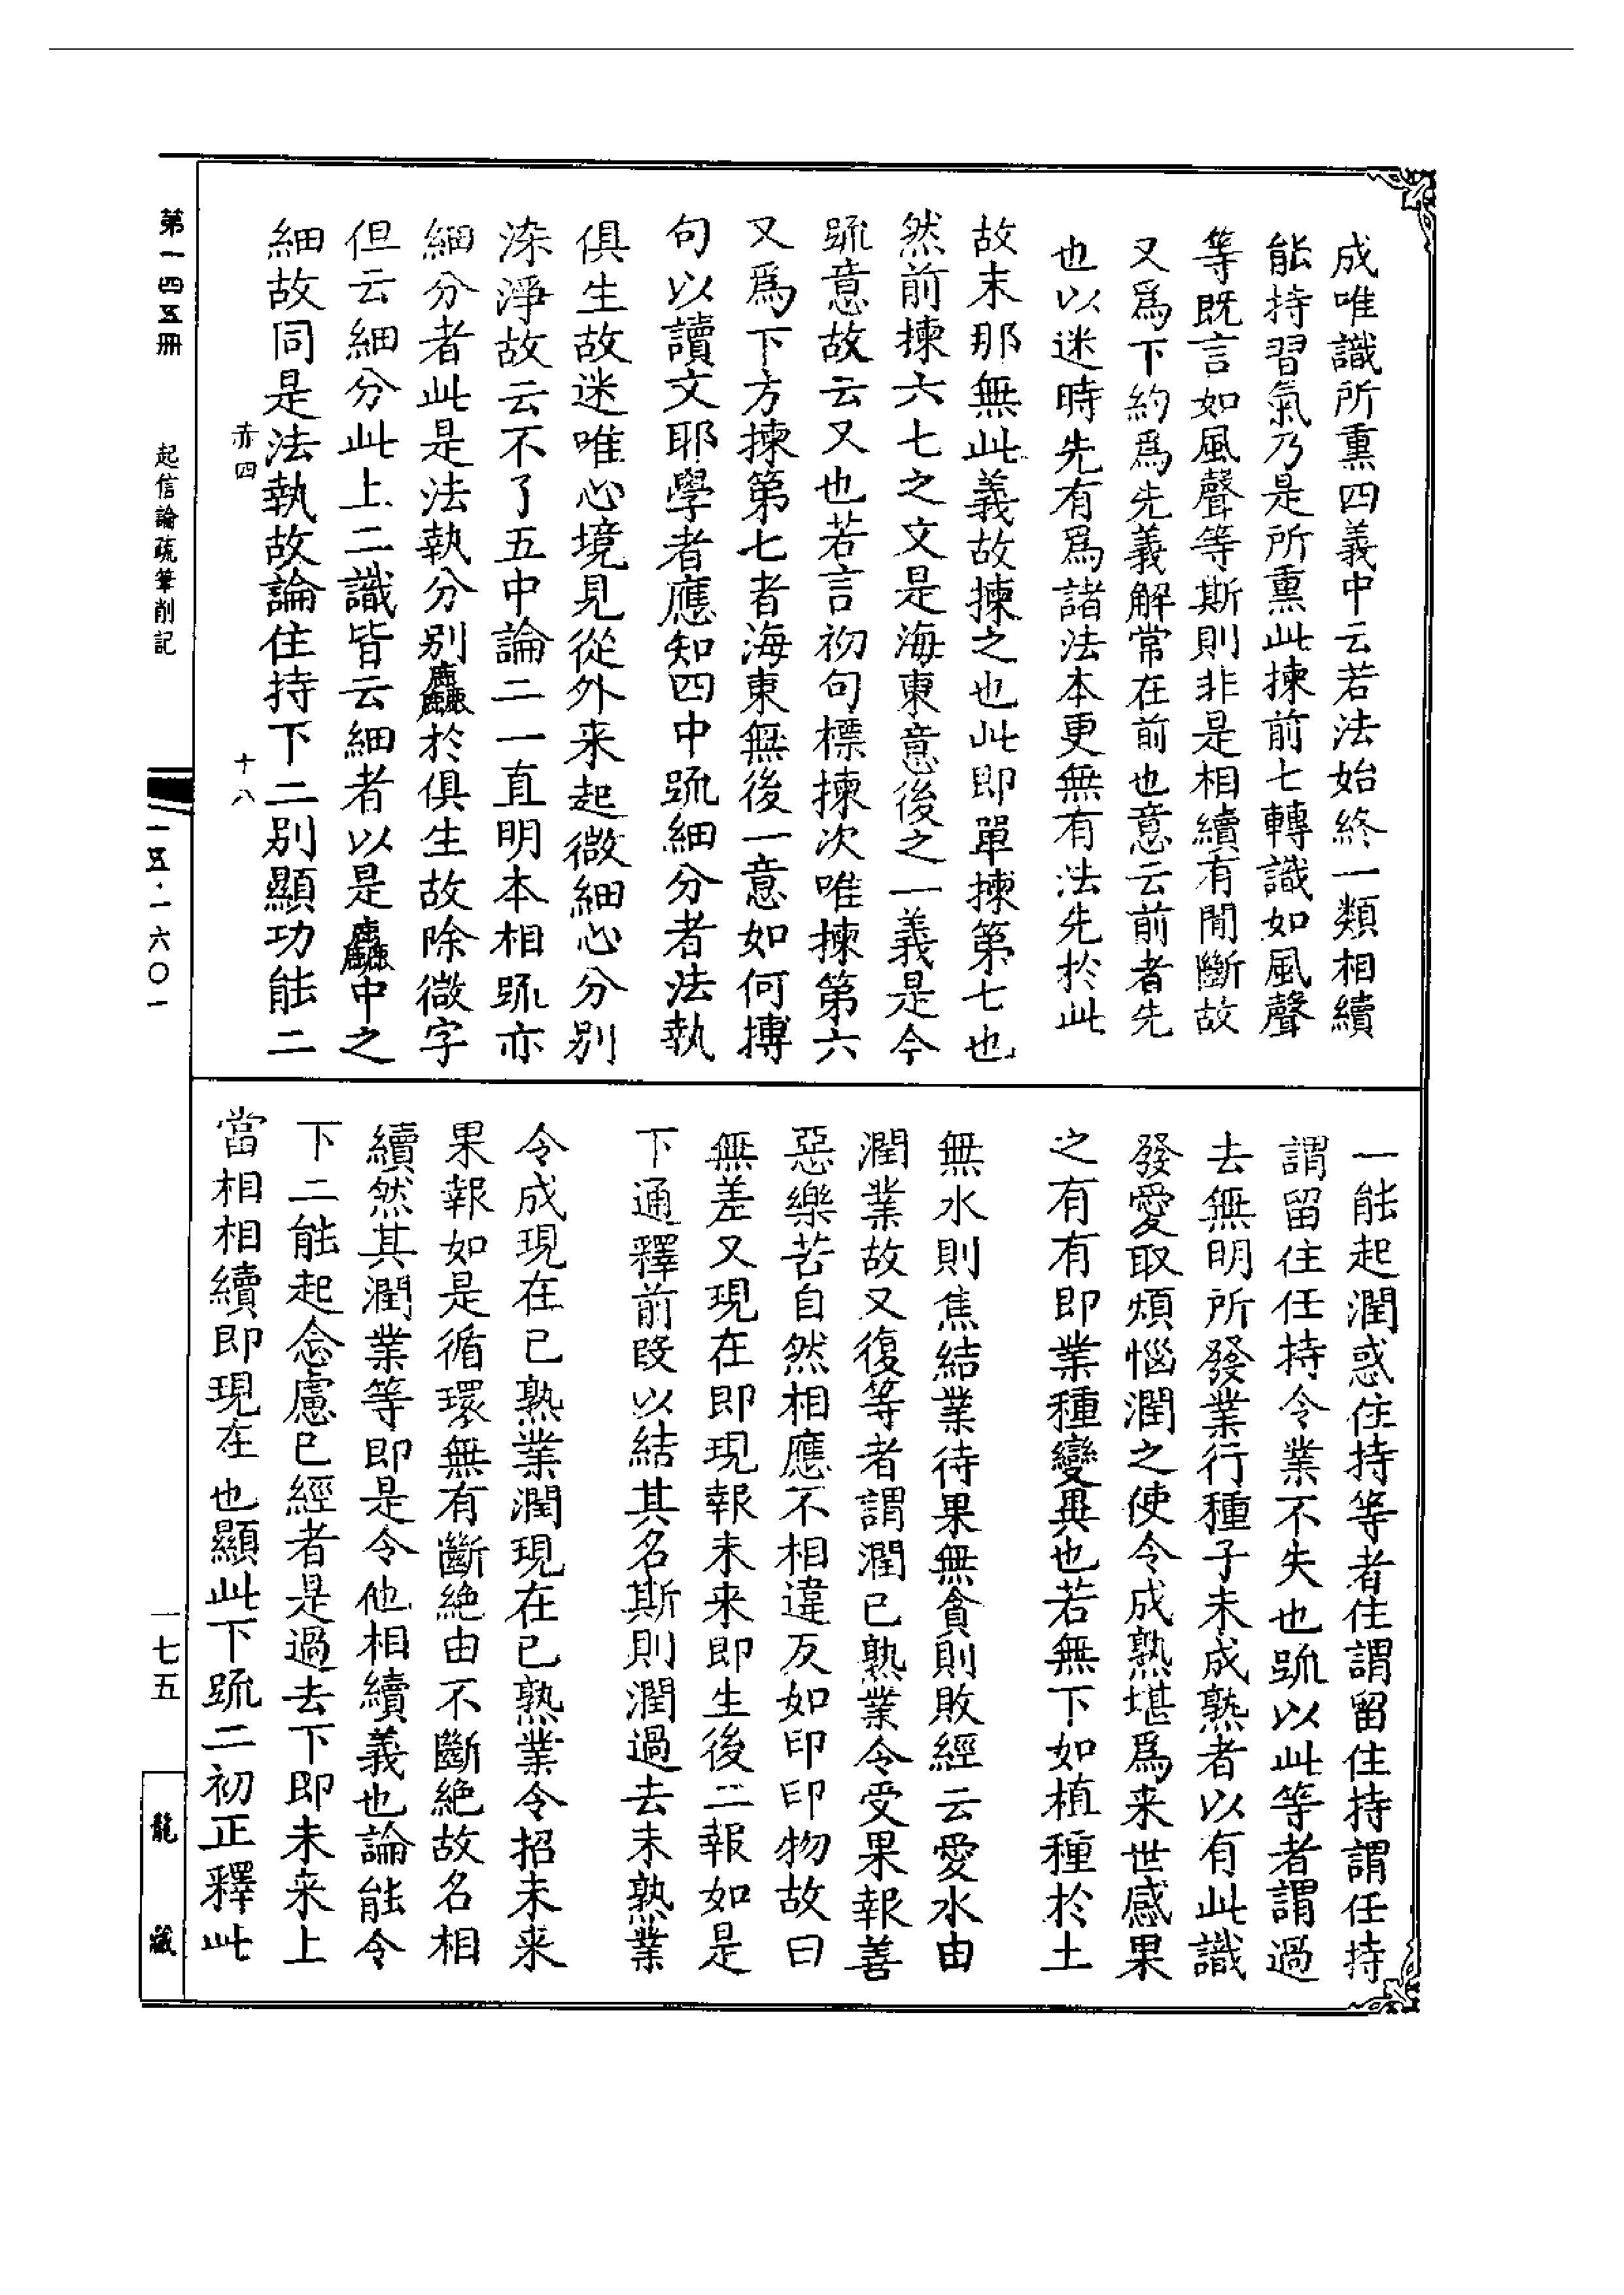 成唯識所熏四義中云若法始終一類相續
能持習氣乃是所熏此揀前七轉識如風聲
等既言如風聲等斯則非是相續有間斷故
又爲下約爲先義解常在前也意云前者先
也以迷時先有爲諸法本更無有法先於此
故末那無此義故揀之也此即單揀第七也
然前揀六七之文是海東意後之一義是今
䟽意故云又也若言初句標揀次唯揀第六
又爲下方揀第七者海東無後一意如何摶
句以讀文耶學者應知四中䟽細分者法執
俱生故迷唯心境見從外来起微細心分別
染淨故云不了五中論二一直明本相䟽亦
細分者此是法執分別麤於俱生故除微字
但云細分此上二識皆云細者以是麤中之
細故同是法執故論住持下二別顯功能二
赤四
十八
一能起潤惑住持等者住謂留住持謂任持
謂留住任持令業不失也䟽以此等者謂過
去無明所發業行種子未成熟者以有此識
發愛取煩惱潤之使令成熟堪爲来世感果
之有有即業種變異也若無下如植種於土
無水則焦結業待果無貪則敗經云愛水由
潤業故又復等者謂潤已熟業令受果報善
惡樂苦自然相應不相違反如印印物故曰
無差又現在即現報未来即生後二報如是
下通釋前段以結其名斯則潤過去未熟業
令成現在已熟業潤現在已熟業令招未来
果報如是循環無有斷絶由不斷絶故名相
續然其潤業等即是令他相續義也論能令
下二能起念慮已經者是過去下即未来上
當相相續即現在也顯此下䟽二初正釋此
第一四五冊
起信論疏筆削記
一五·一六〇一
一七五
龍藏